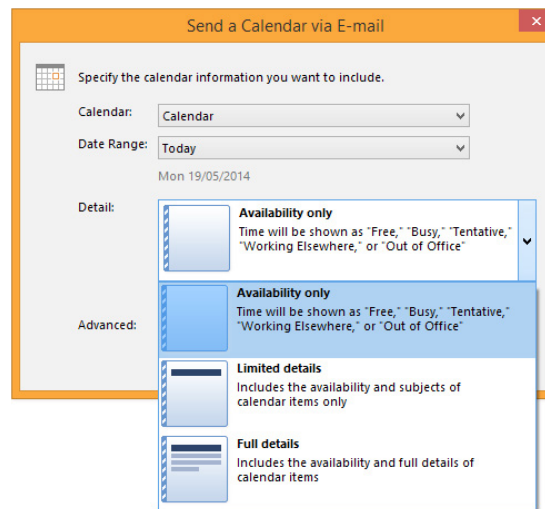 Send a Calendar via E-mail
Specify the calendar information you want to include.
Calendar:
Calendar
Date Range:
Today
Mon 19/05/2014
Detail:
Availability only
Time will be shown as "Free," "Busy," "Tentative,"
"Working Elsewhere," or "Out of Office"
Availability only
Time will be shown as "Free," "Busy," "Tentative,"
"Working Elsewhere," or "Out of Office"
Advanced:
Limited details
Includes the availability and subjects of
calendar items only
Full details
Includes the availability and full details of
calendar items